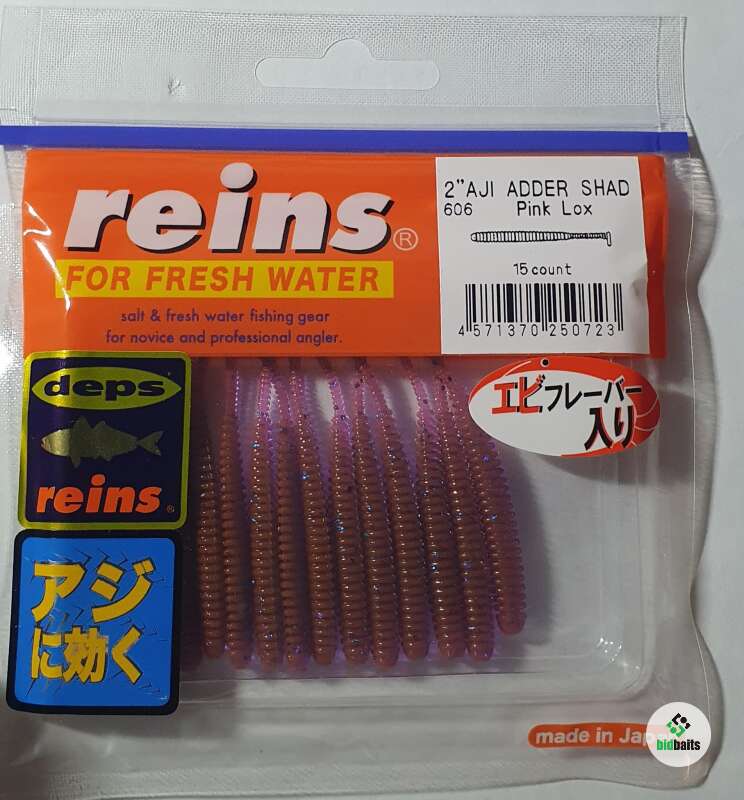 reins®
FOR FRESH WATER
salt & fresh water fishing gear
for novice and professional angler.
2"AJI ADDER SHAD
606 Pink Lox
15 count
4 571370 250723
deps
reins®
エビフレーバー
入り
アジ
に効く
made in Japan
bidbaits